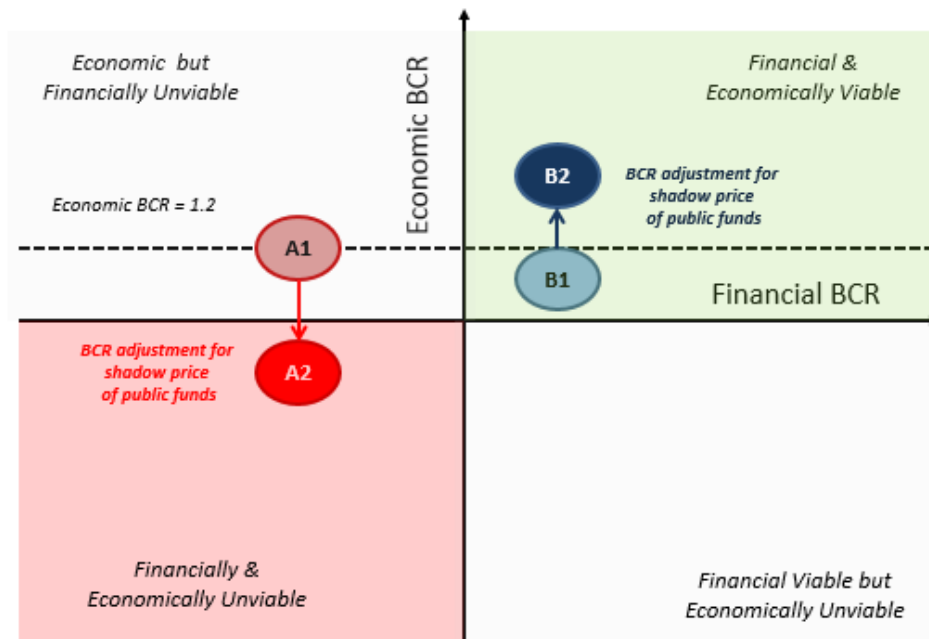 Economic but
Financially Unviable
Economic BCR
Financial &
Economically Viable
B2
BCR adjustment for
shadow price
of public funds
Economic BCR = 1.2
A1
B1
Financial BCR
BCR adjustment for
shadow price
of public funds
A2
Financially &
Economically Unviable
Financial Viable but
Economically Unviable